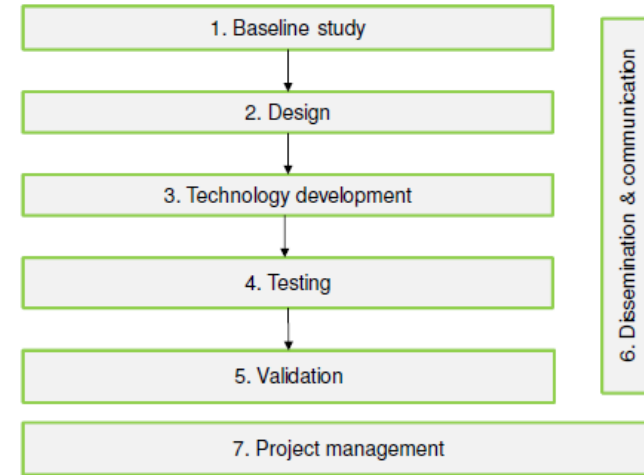 1. Baseline study
2. Design
3. Technology development
4. Testing
5. Validation
6. Dissemination & communication
7. Project management